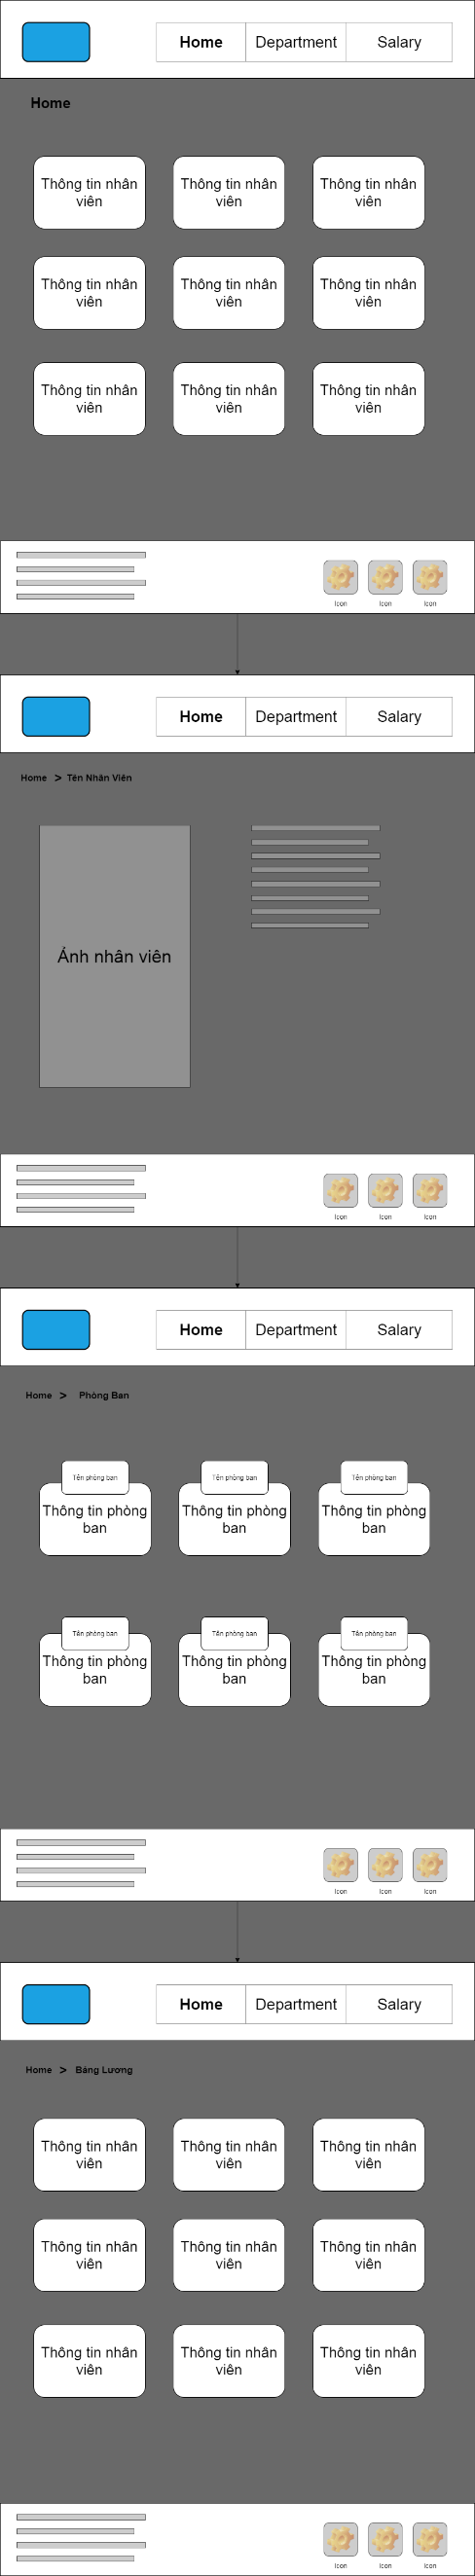 Home Department Salary
Home
Thông tin nhân Thông tin nhân Thông tin nhân
viên viên viên
Thông tin nhân Thông tin nhân Thông tin nhân
viên viên viên
Thông tin nhân Thông tin nhân Thông tin nhân
viên viên viên
Icon Icon Icon
Home Department Salary
Home > Tên Nhân Viên
Ảnh nhân viên
Icon Icon Icon
Home Department Salary
Home > Phòng Ban
Tên phòng ban Tên phòng ban Tên phòng ban
Thông tin phòng Thông tin phòng Thông tin phòng
ban ban ban
Tên phòng ban Tên phòng ban Tên phòng ban
Thông tin phòng Thông tin phòng Thông tin phòng
ban ban ban
Icon Icon Icon
Home Department Salary
Home > Bảng Lương
Thông tin nhân Thông tin nhân Thông tin nhân
viên viên viên
Thông tin nhân Thông tin nhân Thông tin nhân
viên viên viên
Thông tin nhân Thông tin nhân Thông tin nhân
viên viên viên
Icon Icon Icon